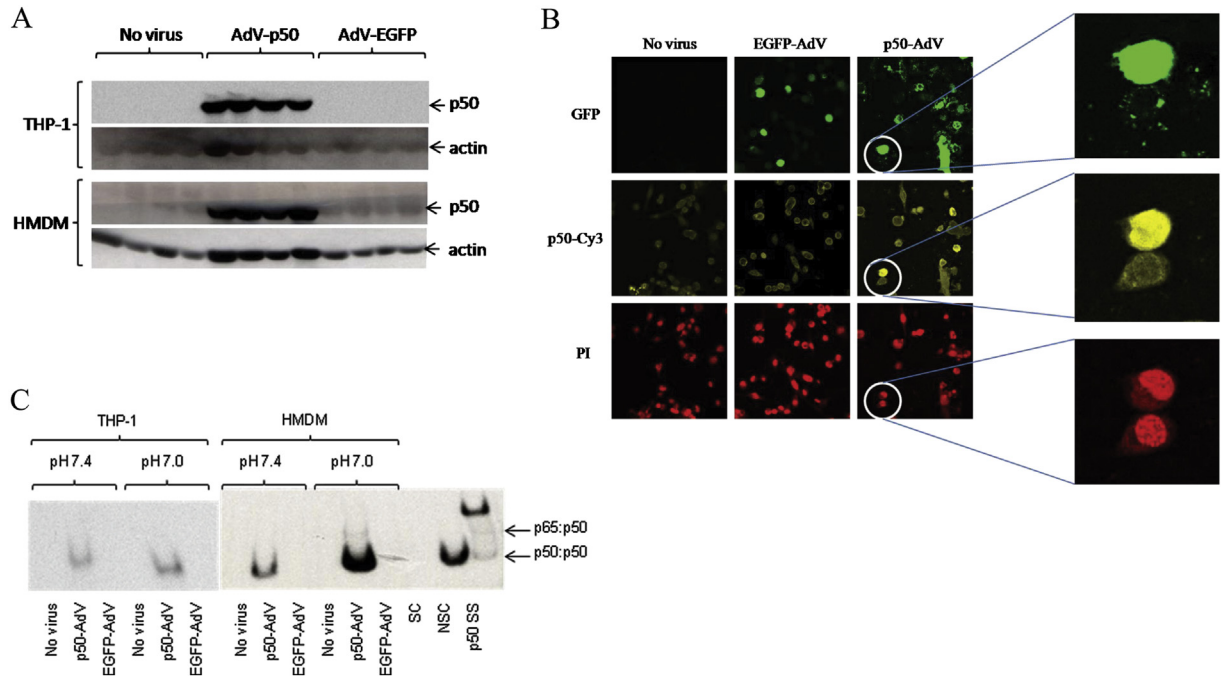 A
No virus AdV-p50 AdV-EGFP
THP-1
p50
actin
HMDM
p50
actin
B
No virus EGFP-AdV p50-AdV
GFP
p50-Cy3
PI
C
THP-1 HMDM
pH7.4 pH7.0 pH7.4 pH7.0
p65:p50
p50:p50
No virus
p50-AdV
EGFP-AdV
No virus
p50-AdV
EGFP-AdV
No virus
p50-AdV
EGFP-AdV
No virus
p50-AdV
EGFP-AdV
SC
NSC
p50 SS